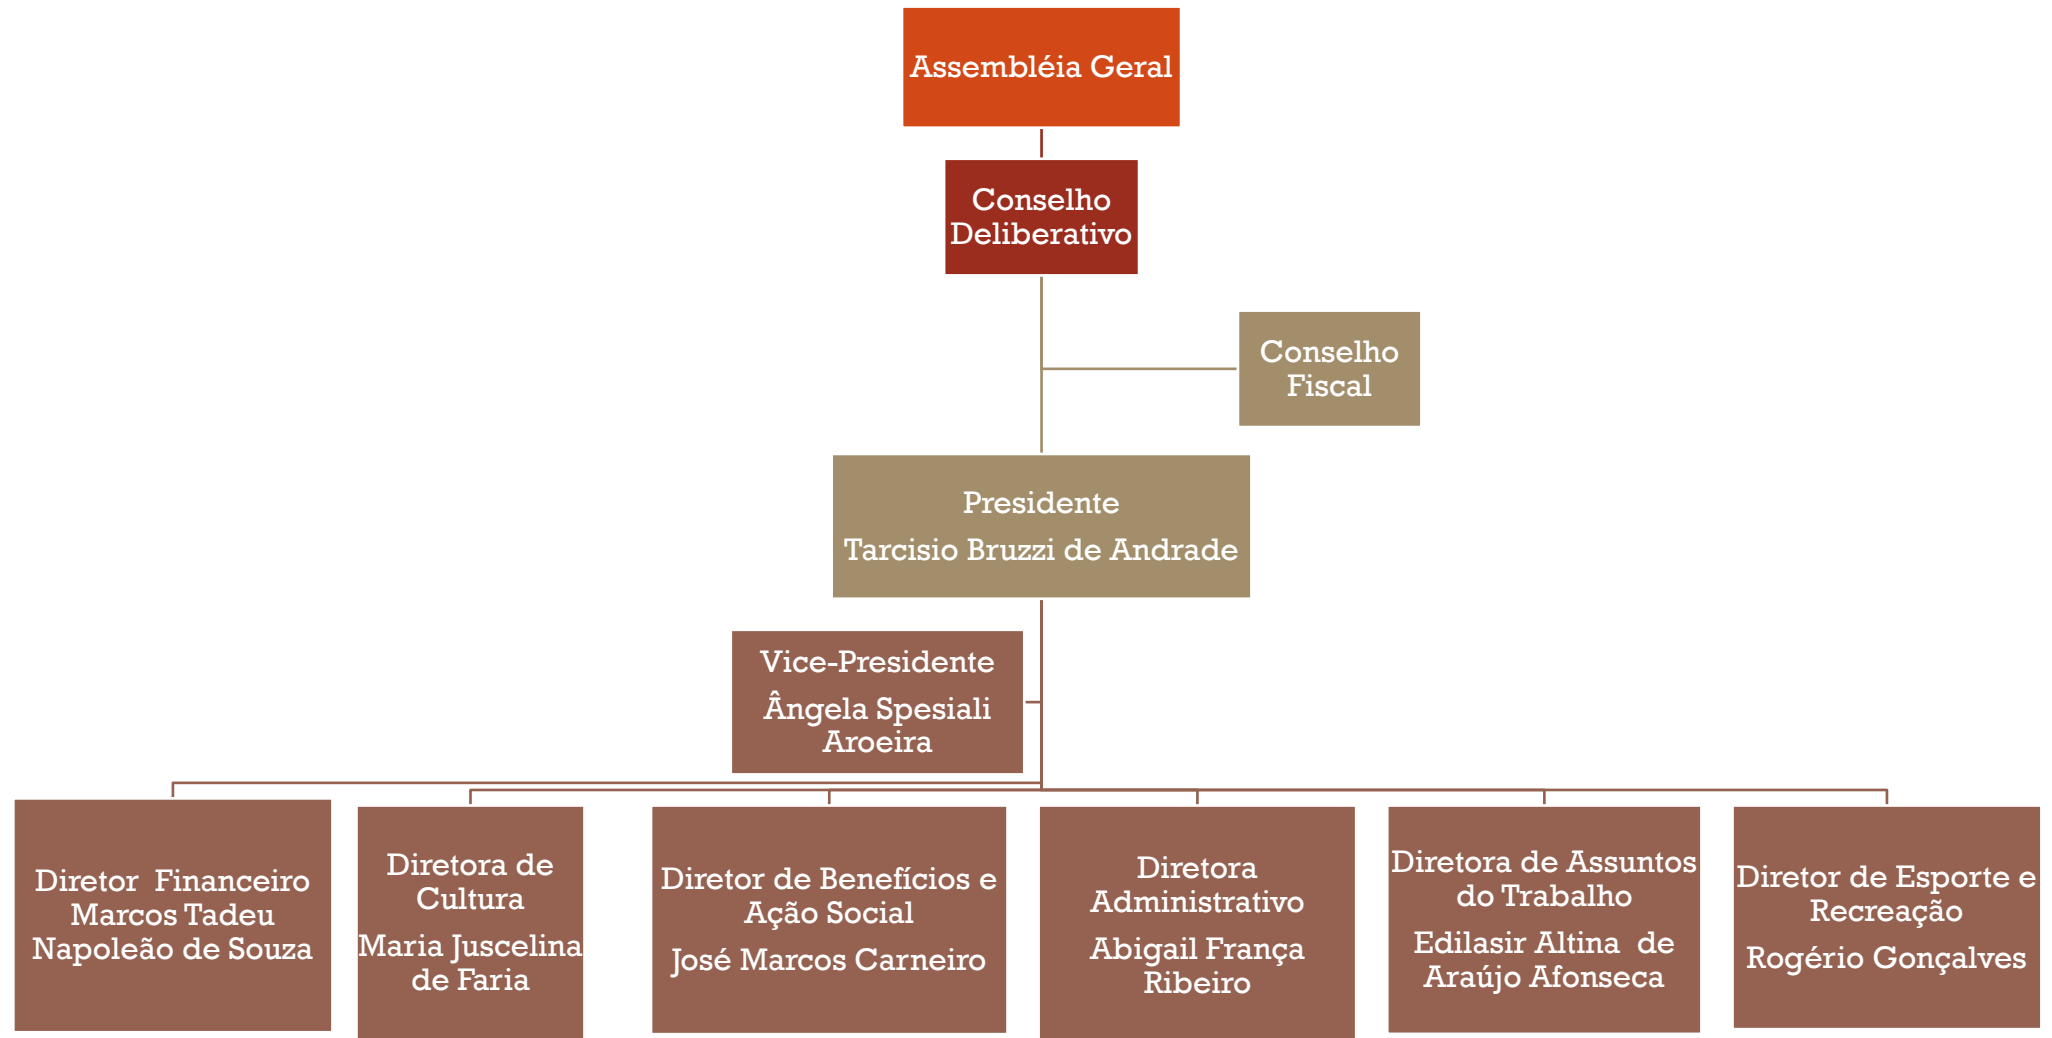 Assembléia Geral
Conselho
Deliberativo
Conselho
Fiscal
Presidente
Tarcisio Bruzzi de Andrade
Vice-Presidente
Ângela Spesiali
Aroeira
Diretor  Financeiro
Marcos Tadeu
Napoleão de Souza
Diretora de
Cultura
Maria Juscelina
de Faria
Diretor de Benefícios e
Ação Social
José Marcos Carneiro
Diretora
Administrativo
Abigail França
Ribeiro
Diretora de Assuntos
do Trabalho
Edilasir Altina  de
Araújo Afonseca
Diretor de Esporte e
Recreação
Rogério Gonçalves